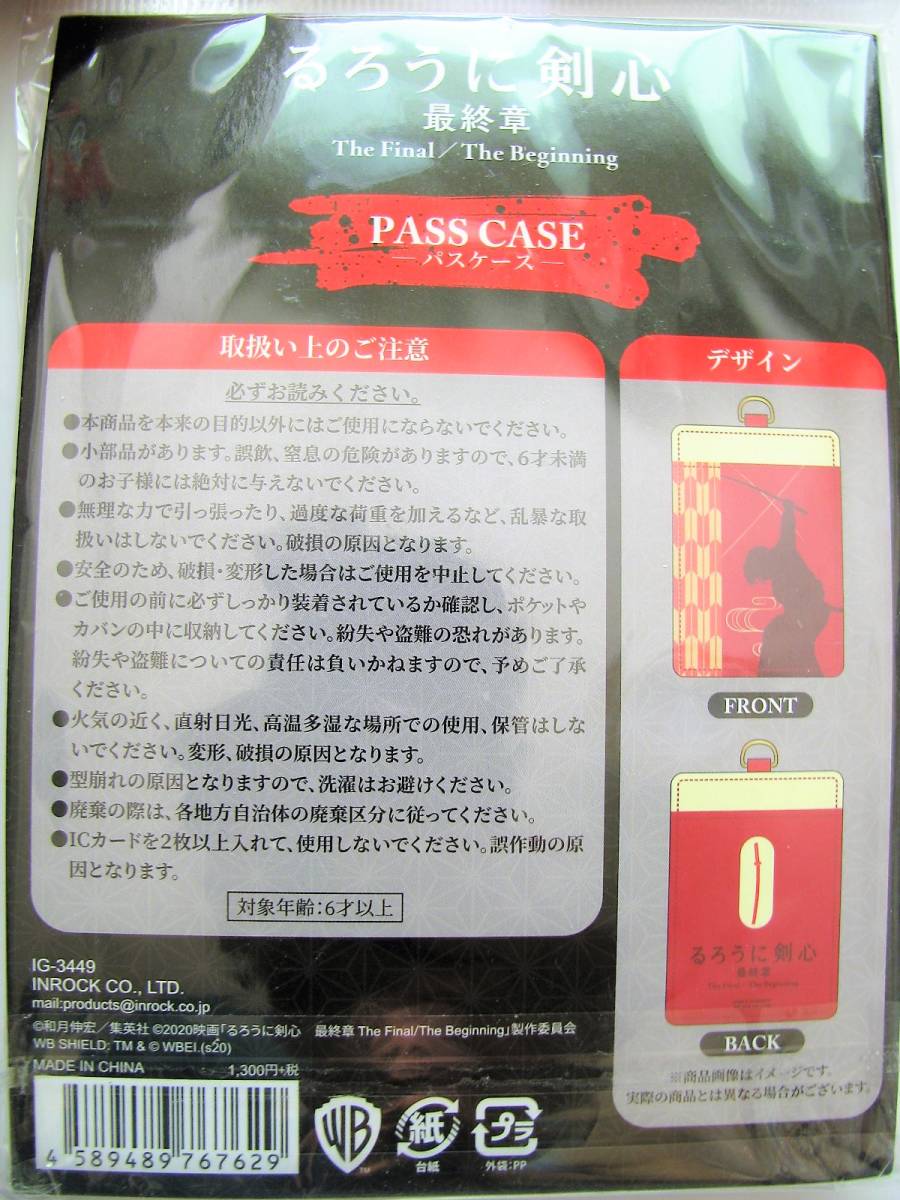 るろうに剣心
最終章
The Final／The Beginning
PASS CASE
パスケース
取扱い上のご注意
必ずお読みください。
●本商品を本来の目的以外にはご使用にならないでください。
●小部品があります。誤飲、窒息の危険がありますので、6才未満
のお子様には絶対に与えないでください。
●無理な力で引っ張ったり、過度な荷重を加えるなど、乱暴な取
扱いはしないでください。破損の原因となります。
●安全のため、破損・変形した場合はご使用を中止してください。
●ご使用の前に必ずしっかり装着されているか確認し、ポケットや
カバンの中に収納してください。紛失や盗難の恐れがあります。
紛失や盗難についての責任は負いかねますので、予めご了承
ください。
●火気の近く、直射日光、高温多湿な場所での使用、保管はしな
いでください。変形、破損の原因となります。
●型崩れの原因となりますので、洗濯はお避けください。
●廃棄の際は、各地方自治体の廃棄区分に従ってください。
●ICカードを2枚以上入れて、使用しないでください。誤作動の原
因となります。
対象年齢：6才以上
デザイン
FRONT
るろうに剣心
最終章
The Final／The Beginning
BACK
※商品画像はイメージです。
実際の商品とは異なる場合がございます。
IG-3449
INROCK CO., LTD.
mail:products@inrock.co.jp
©和月伸宏／集英社 ©2020映画「るろうに剣心　最終章 The Final/The Beginning」製作委員会
WB SHIELD: TM & © WBEI.(s20)
MADE IN CHINA
1,300円+税
4 589489 767629
WB
TM
紙
台紙
プラ
外袋:PP